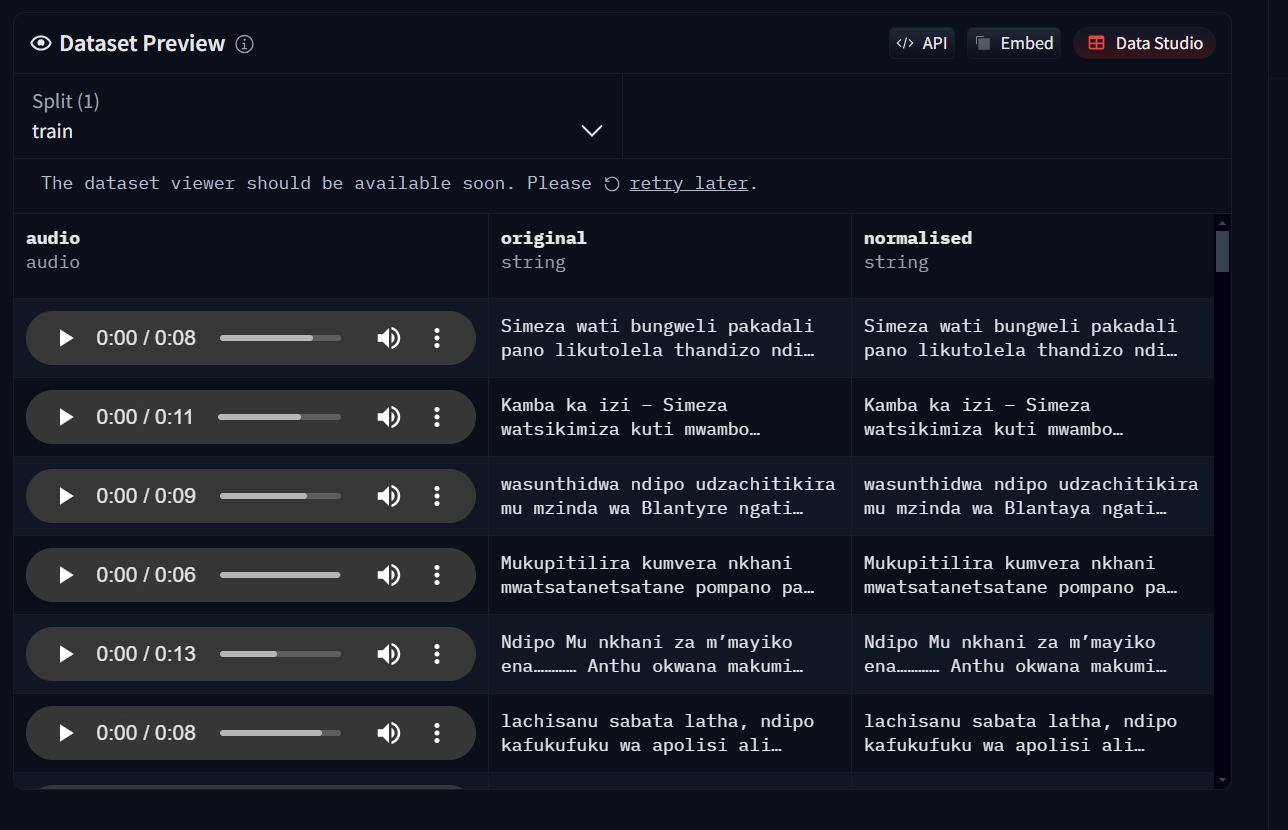 Dataset Preview
</> API
Embed
Data Studio
Split (1)
train
The dataset viewer should be available soon. Please retry later.
audio
audio
original
string
normalised
string
0:00 / 0:08
Simeza wati bungweli pakadali
pano likutolela thandizo ndi…
Simeza wati bungweli pakadali
pano likutolela thandizo ndi…
0:00 / 0:11
Kamba ka izi – Simeza
watsikimiza kuti mwambo…
Kamba ka izi – Simeza
watsikimiza kuti mwambo…
0:00 / 0:09
wasunthidwa ndipo udzachitikira
mu mzinda wa Blantyre ngati…
wasunthidwa ndipo udzachitikira
mu mzinda wa Blantaya ngati…
0:00 / 0:06
Mukupitilira kumvera nkhani
mwatsatanetsatane pompano pa…
Mukupitilira kumvera nkhani
mwatsatanetsatane pompano pa…
0:00 / 0:13
Ndipo Mu nkhani za m’mayiko
ena………… Anthu okwana makumi…
Ndipo Mu nkhani za m’mayiko
ena………… Anthu okwana makumi…
0:00 / 0:08
lachisanu sabata latha, ndipo
kafukufuku wa apolisi ali…
lachisanu sabata latha, ndipo
kafukufuku wa apolisi ali…